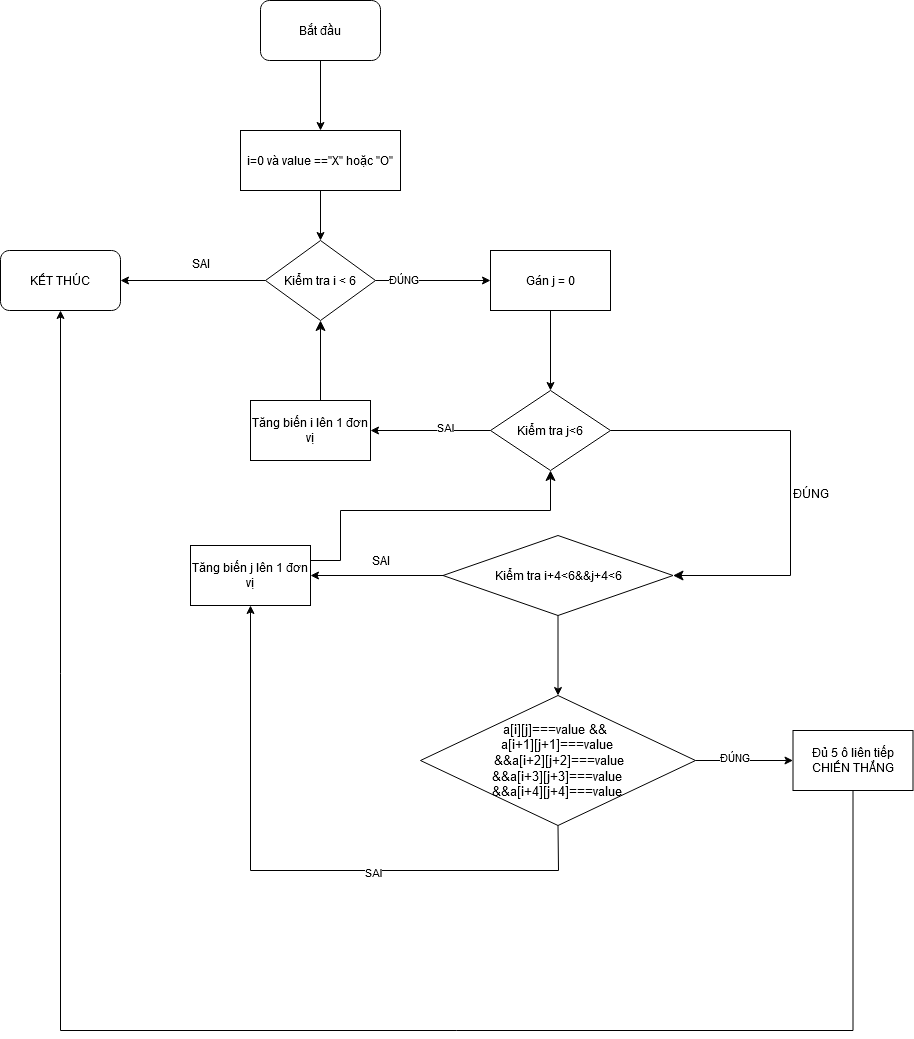 Bắt đầu
i=0 và value =="X" hoặc "O"
KẾT THÚC
SAI
Kiểm tra i < 6
ĐÚNG
Gán j = 0
Tăng biến i lên 1 đơn
vị
SAI
Kiểm tra j<6
ĐÚNG
Tăng biến j lên 1 đơn
vị
SAI
Kiểm tra i+4<6&&j+4<6
a[i][j]===value &&
a[i+1][j+1]===value
&&a[i+2][j+2]===value
&&a[i+3][j+3]===value
&&a[i+4][j+4]===value
ĐÚNG
Đủ 5 ô liên tiếp
CHIẾN THẮNG
SAI